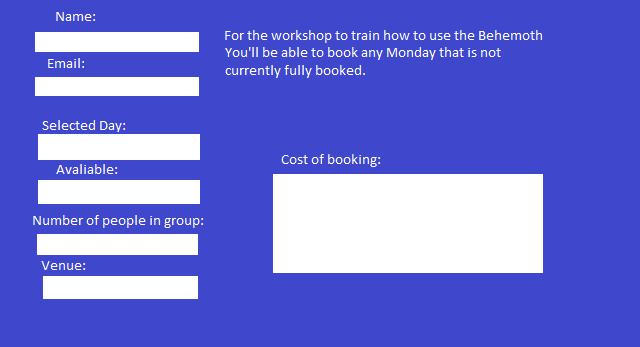 Name:
Email:
For the workshop to train how to use the Behemoth
You'll be able to book any Monday that is not
currently fully booked.
Selected Day:
Avaliable:
Number of people in group:
Venue:
Cost of booking: